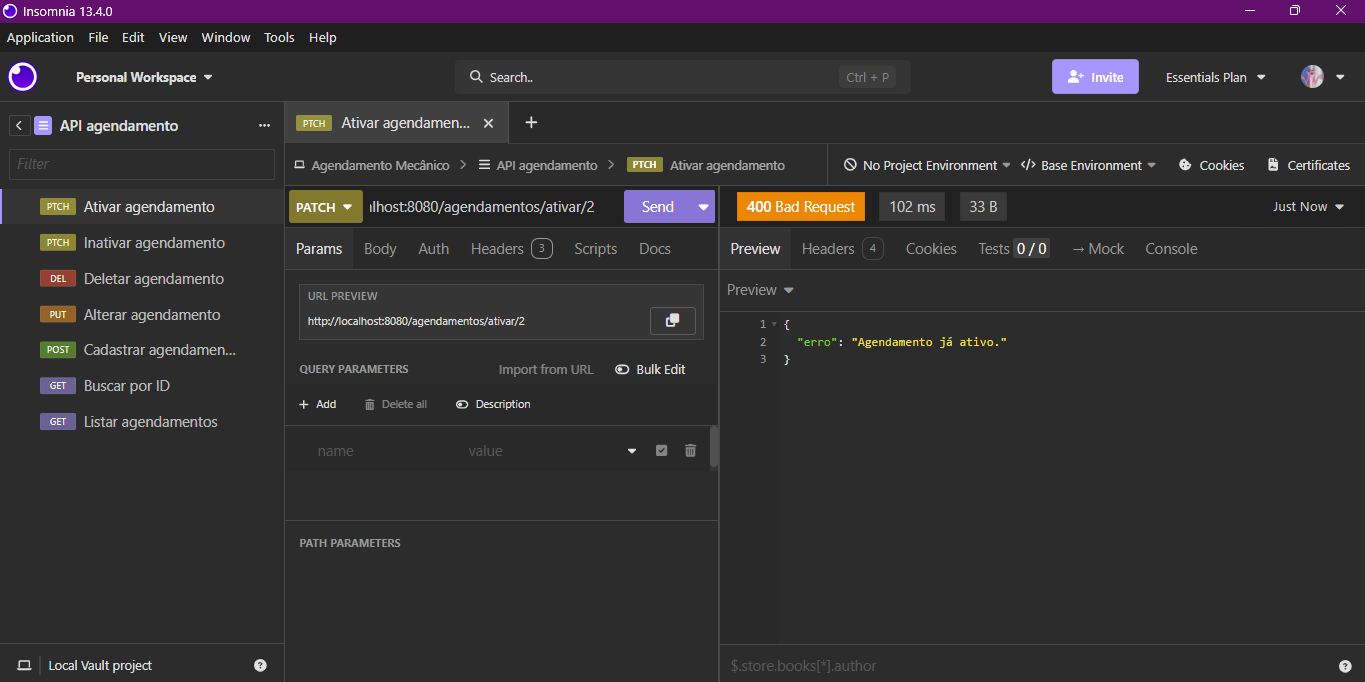 Insomnia 13.4.0
Application File Edit View Window Tools Help
Personal Workspace
Search..
Ctrl + P
Invite
Essentials Plan
API agendamento
PTCH Ativar agendamen...
Filter
Agendamento Mecânico > API agendamento > PTCH Ativar agendamento
No Project Environment
</> Base Environment
Cookies
Certificates
PTCH Ativar agendamento
PTCH Inativar agendamento
DEL Deletar agendamento
PUT Alterar agendamento
POST Cadastrar agendamen...
GET Buscar por ID
GET Listar agendamentos
Local Vault project
PATCH
lhost:8080/agendamentos/ativar/2
Send
Params Body Auth Headers 3 Scripts Docs
URL PREVIEW
http://localhost:8080/agendamentos/ativar/2
QUERY PARAMETERS
Import from URL
Bulk Edit
+ Add
Delete all
Description
name value
PATH PARAMETERS
400 Bad Request
102 ms
33 B
Just Now
Preview Headers 4 Cookies Tests 0 / 0 → Mock Console
Preview
1 {
2 "erro": "Agendamento já ativo."
3 }
$.store.books[*].author